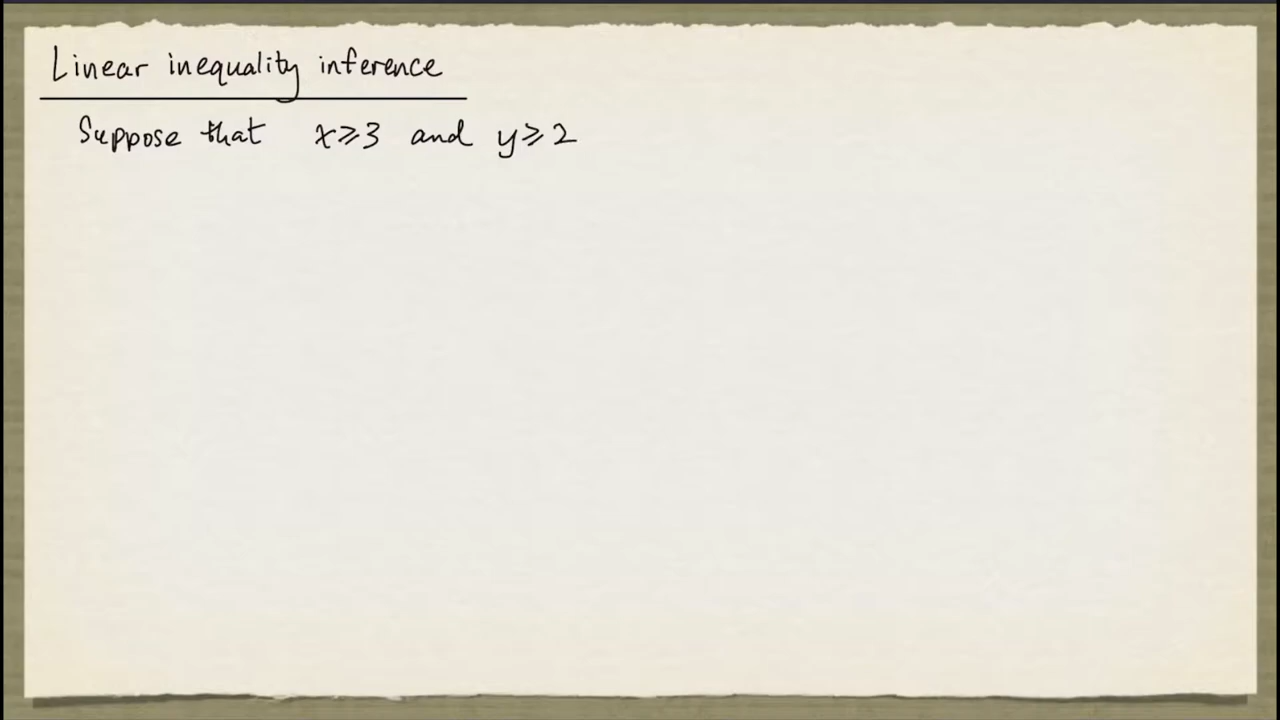 Linear inequality inference
Suppose that x⩾3 and y⩾2